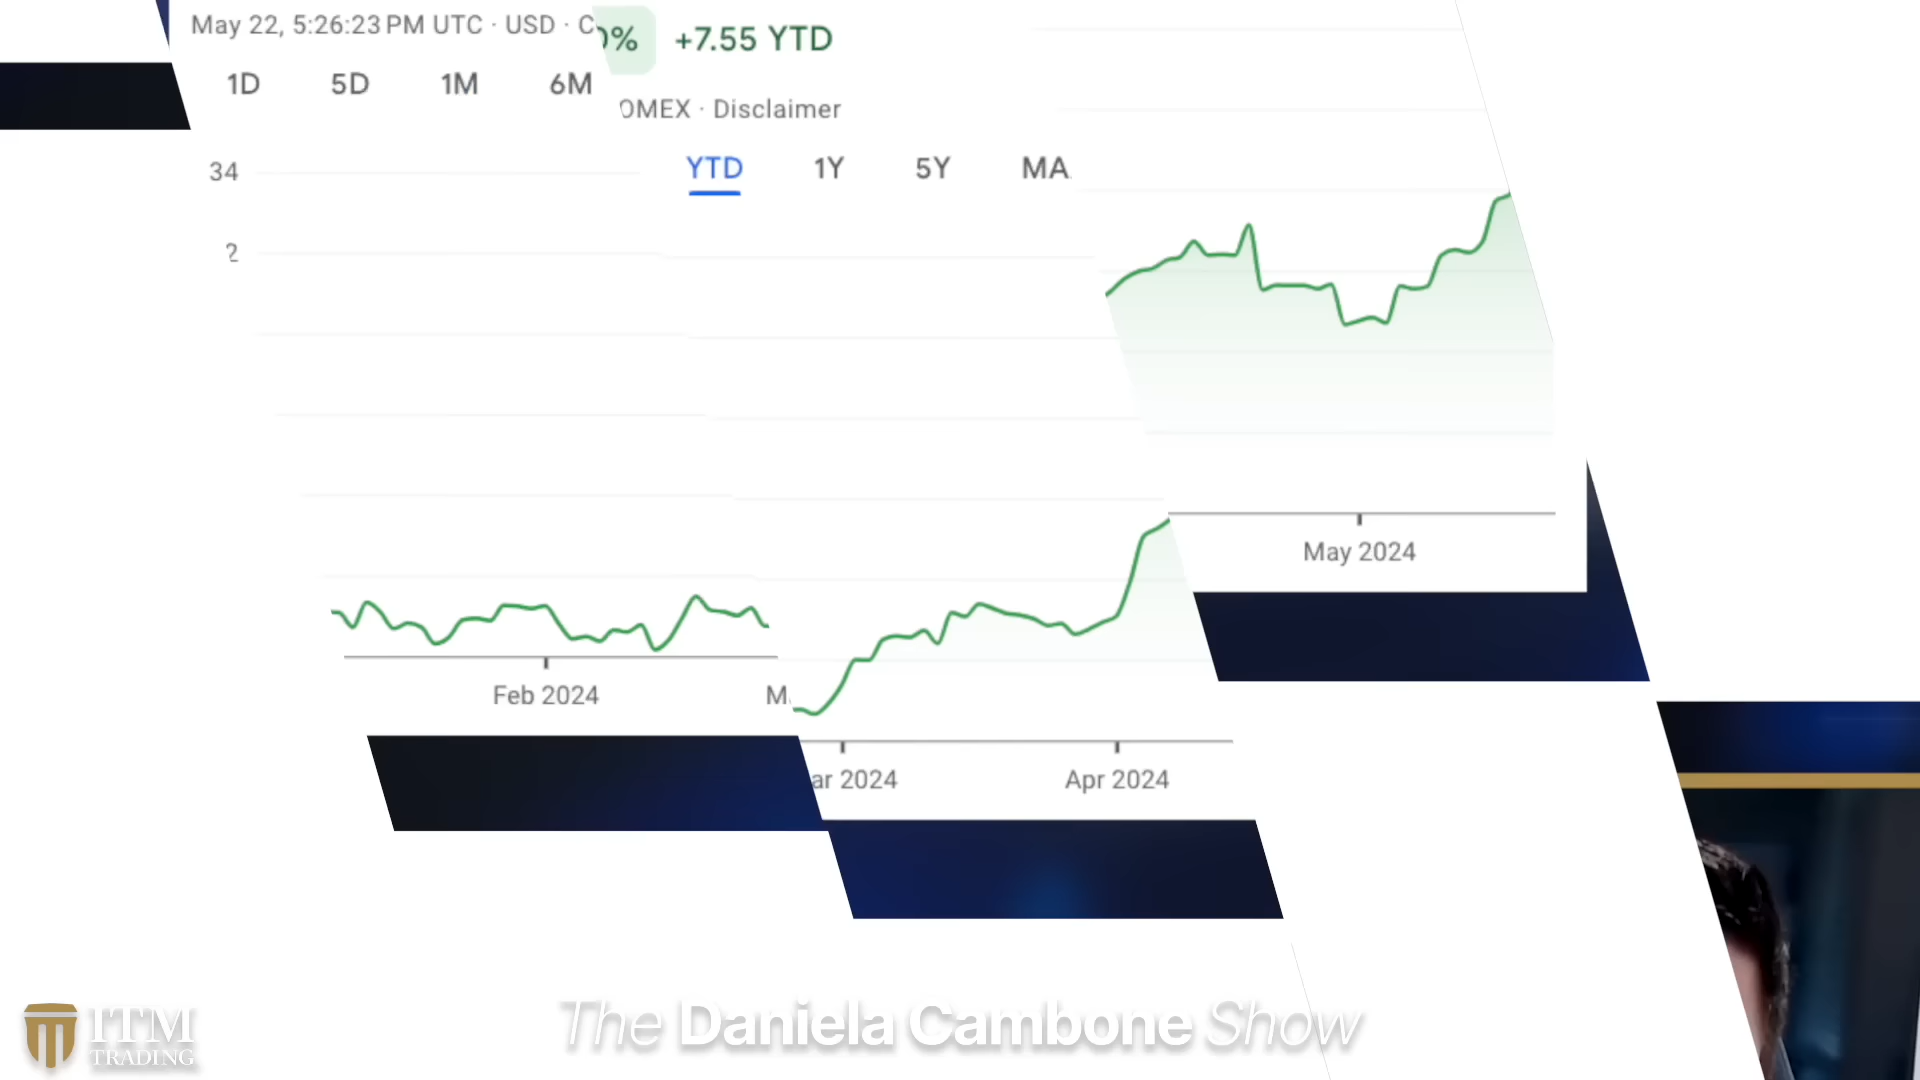 May 22, 5:26:23 PM UTC · USD · C
0% +7.55 YTD
1D 5D 1M 6M
OMEX · Disclaimer
YTD 1Y 5Y MA
34
2
May 2024
Feb 2024
M
ar 2024
Apr 2024
The Daniela Cambone Show
ITM
TRADING